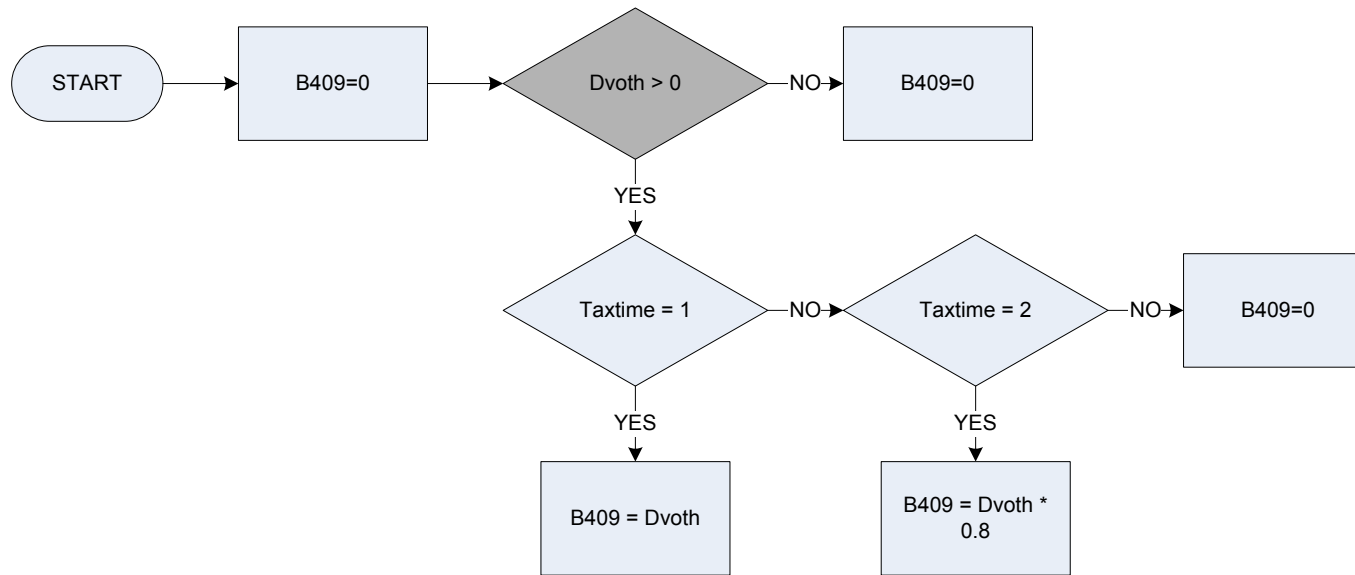 START
B409=0
Dvoth > 0
NO
B409=0
YES
Taxtime = 1
NO
Taxtime = 2
NO
B409=0
YES
YES
B409 = Dvoth
B409 = Dvoth *
0.8